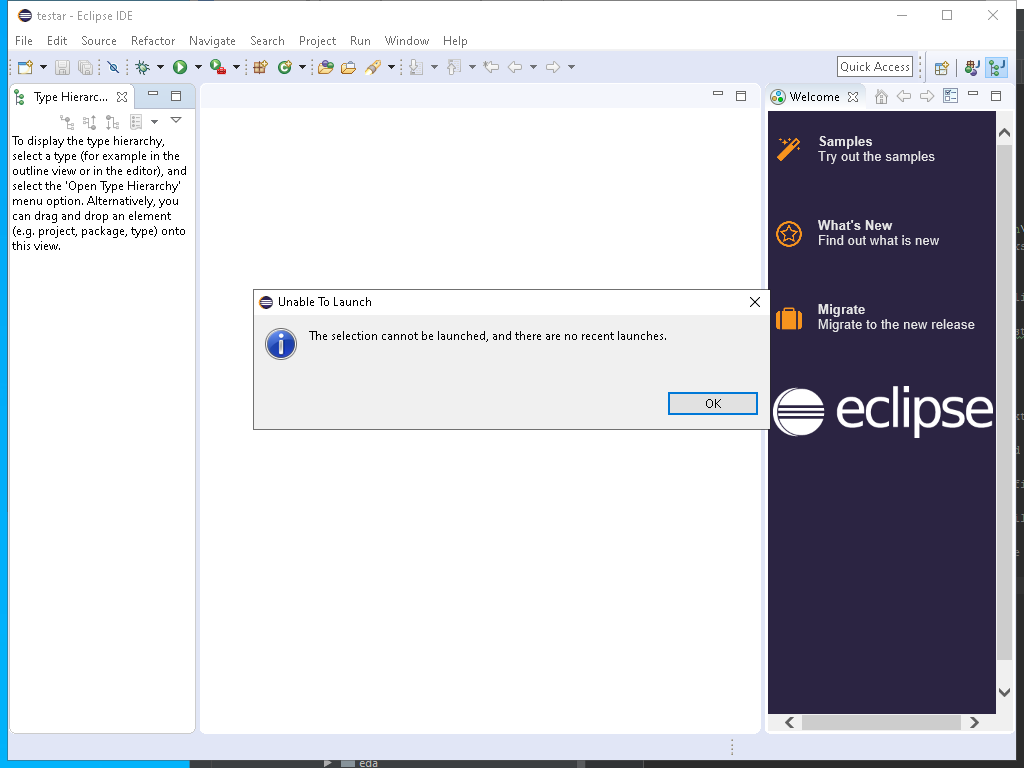 testar - Eclipse IDE
File Edit Source Refactor Navigate Search Project Run Window Help
Quick Access
Type Hierarc...
Welcome
To display the type hierarchy,
select a type (for example in the
outline view or in the editor), and
select the 'Open Type Hierarchy'
menu option. Alternatively, you
can drag and drop an element
(e.g. project, package, type) onto
this view.
Unable To Launch
The selection cannot be launched, and there are no recent launches.
OK
Samples
Try out the samples
What's New
Find out what is new
Migrate
Migrate to the new release
eclipse
eda